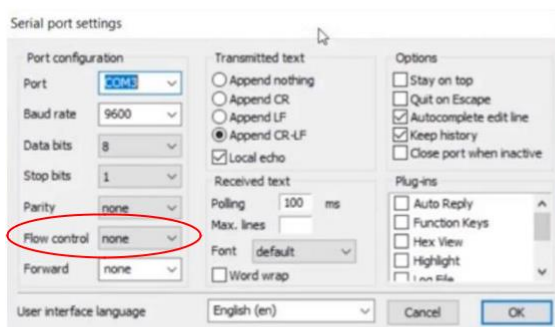 Serial port settings
Port configuration
Port COM3
Baud rate 9600
Data bits 8
Stop bits 1
Parity none
Flow control none
Forward none
Transmitted text
Append nothing
Append CR
Append LF
Append CR-LF
Local echo
Received text
Polling 100 ms
Max. lines
Font default
Word wrap
Options
Stay on top
Quit on Escape
Autocomplete edit line
Keep history
Close port when inactive
Plug-ins
Auto Reply
Function Keys
Hex View
Highlight
Log File
User interface language English (en)
Cancel OK